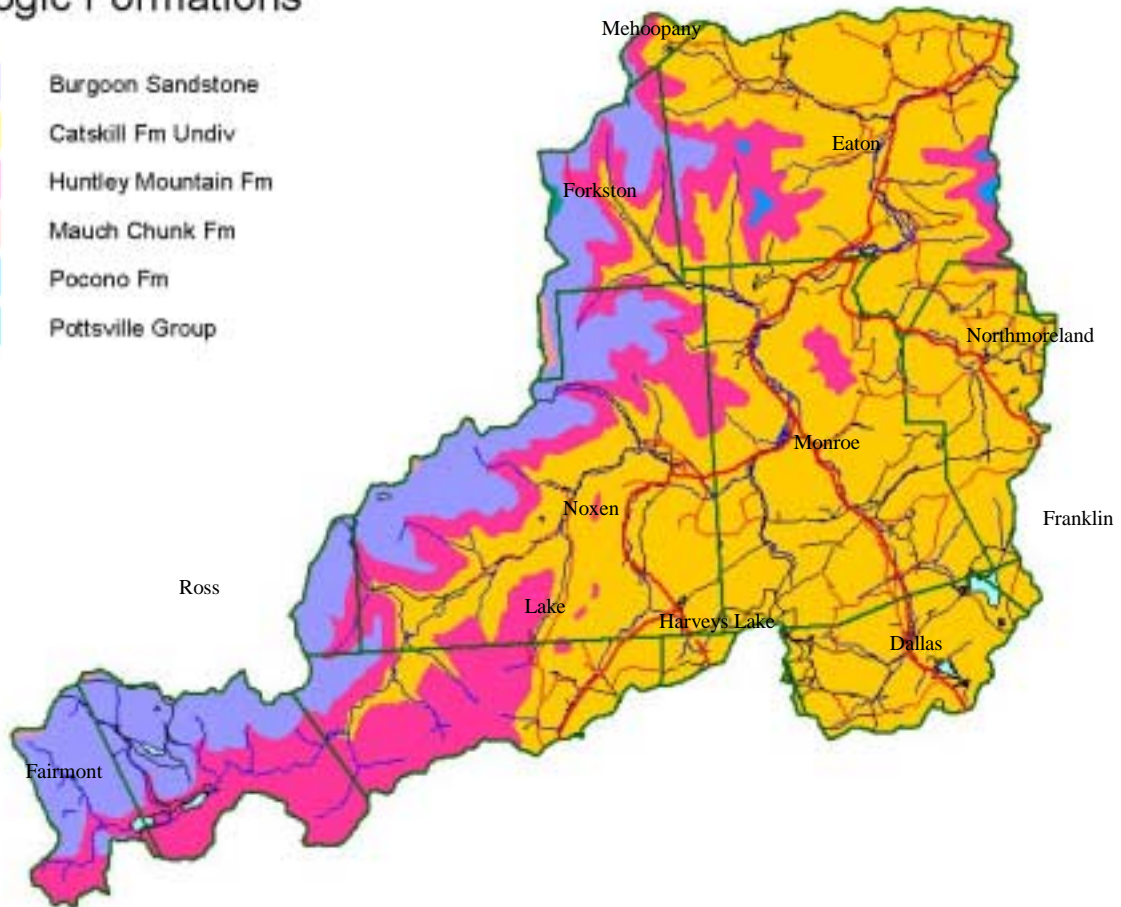 Formations
Burgoon Sandstone
Catskill Fm Undiv
Huntley Mountain Fm
Mauch Chunk Fm
Pocono Fm
Pottsville Group
Mehoopany
Eaton
Forkston
Northmoreland
Monroe
Noxen
Franklin
Ross
Lake
Harveys Lake
Dallas
Fairmont